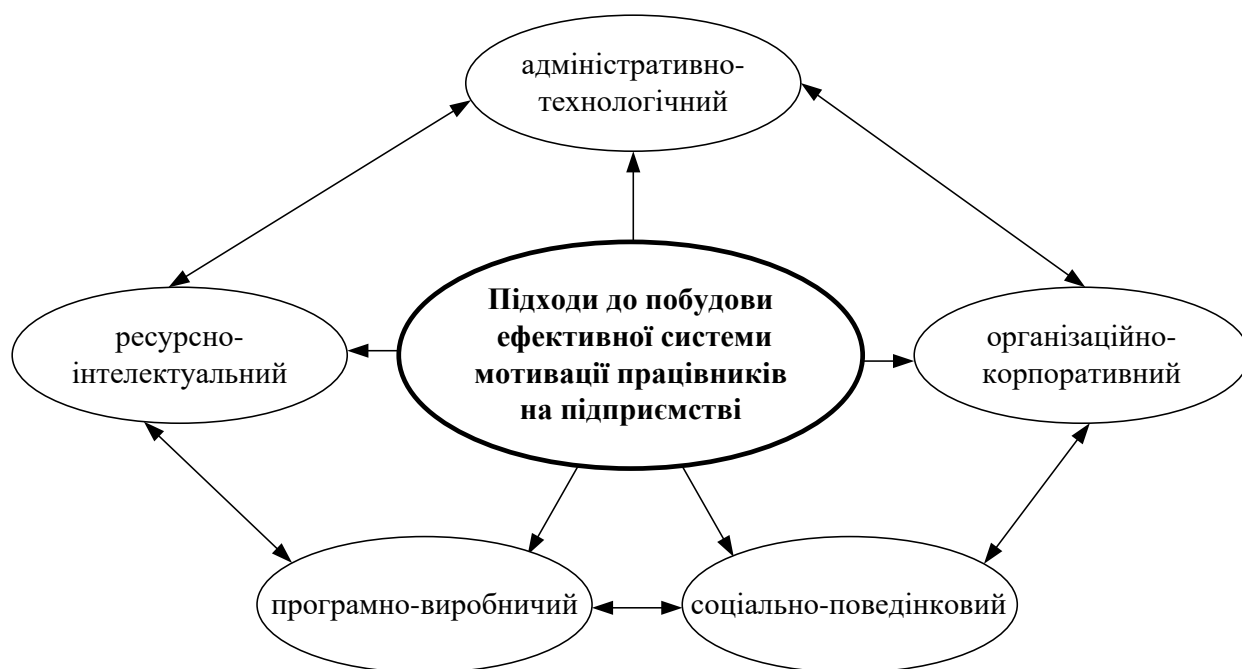 адміністративно-
технологічний
Підходи до побудови
ефективної системи
мотивації працівників
на підприємстві
ресурсно-
інтелектуальний
організаційно-
корпоративний
програмно-виробничий
соціально-поведінковий